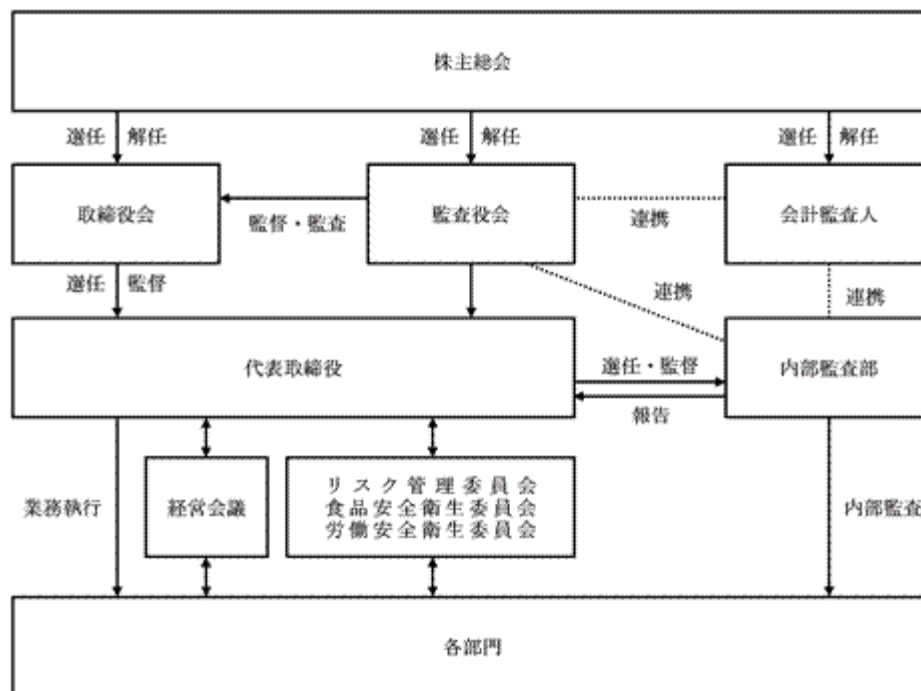 株主総会
選任 解任
選任 解任
選任 解任
取締役会
監督・監査
監査役会
連携
会計監査人
選任 監督
連携
連携
代表取締役
選任・監督
報告
内部監査部
業務執行
経営会議
リスク管理委員会
食品安全衛生委員会
労働安全衛生委員会
内部監査
各部門